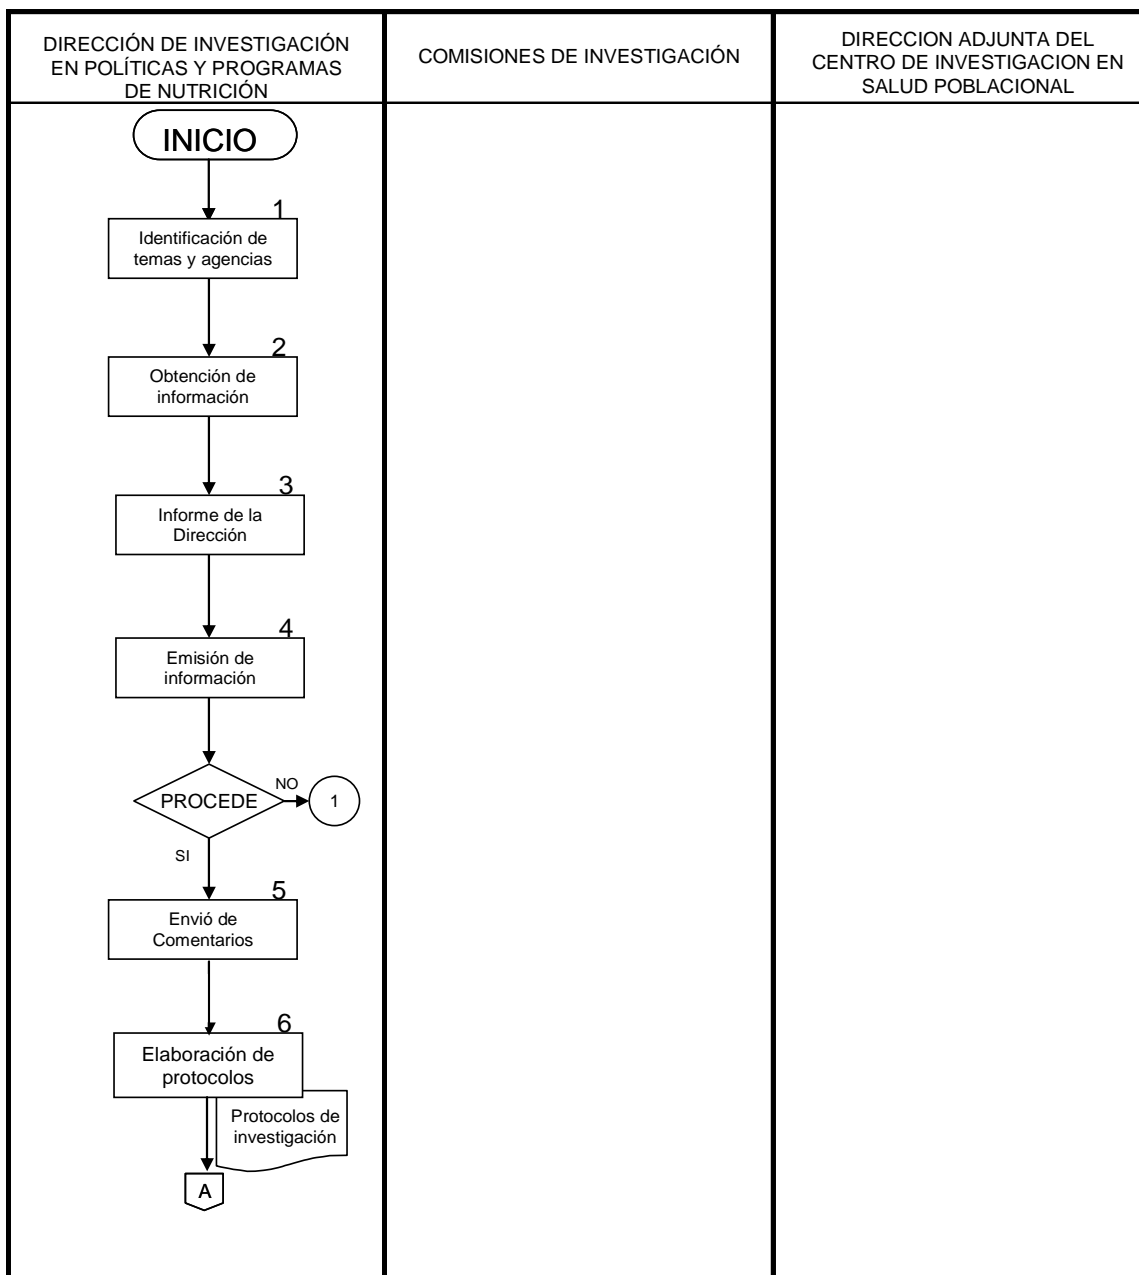 DIRECCIÓN DE INVESTIGACIÓN
EN POLÍTICAS Y PROGRAMAS
DE NUTRICIÓN
COMISIONES DE INVESTIGACIÓN
DIRECCION ADJUNTA DEL
CENTRO DE INVESTIGACION EN
SALUD POBLACIONAL
INICIO
1
Identificación de
temas y agencias
2
Obtención de
información
3
Informe de la
Dirección
4
Emisión de
información
PROCEDE
NO
1
SI
5
Envió de
Comentarios
6
Elaboración de
protocolos
Protocolos de
investigación
A